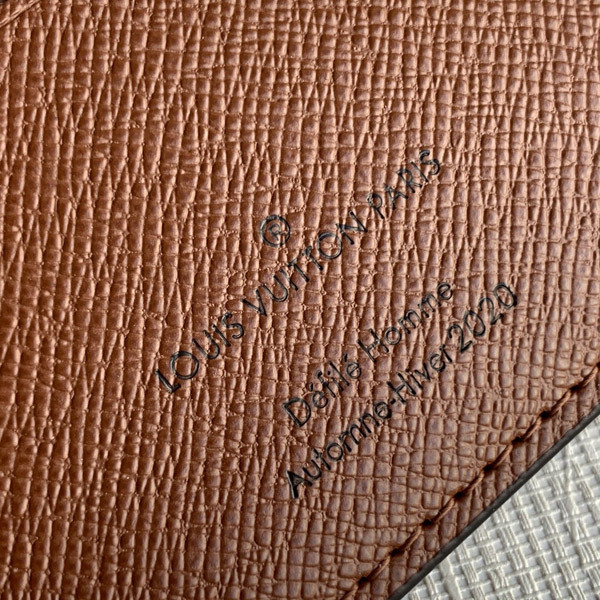 ®
LOUIS VUITTON PARIS
Défilé Homme
Automne-Hiver 2020